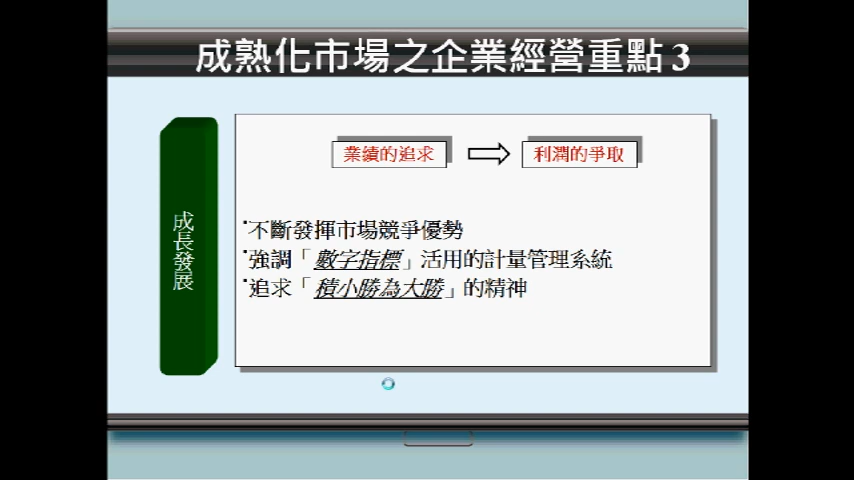 成熟化市場之企業經營重點 3
業績的追求
利潤的爭取
成長發展
▪不斷發揮市場競爭優勢
▪強調「數字指標」活用的計量管理系統
▪追求「積小勝為大勝」的精神